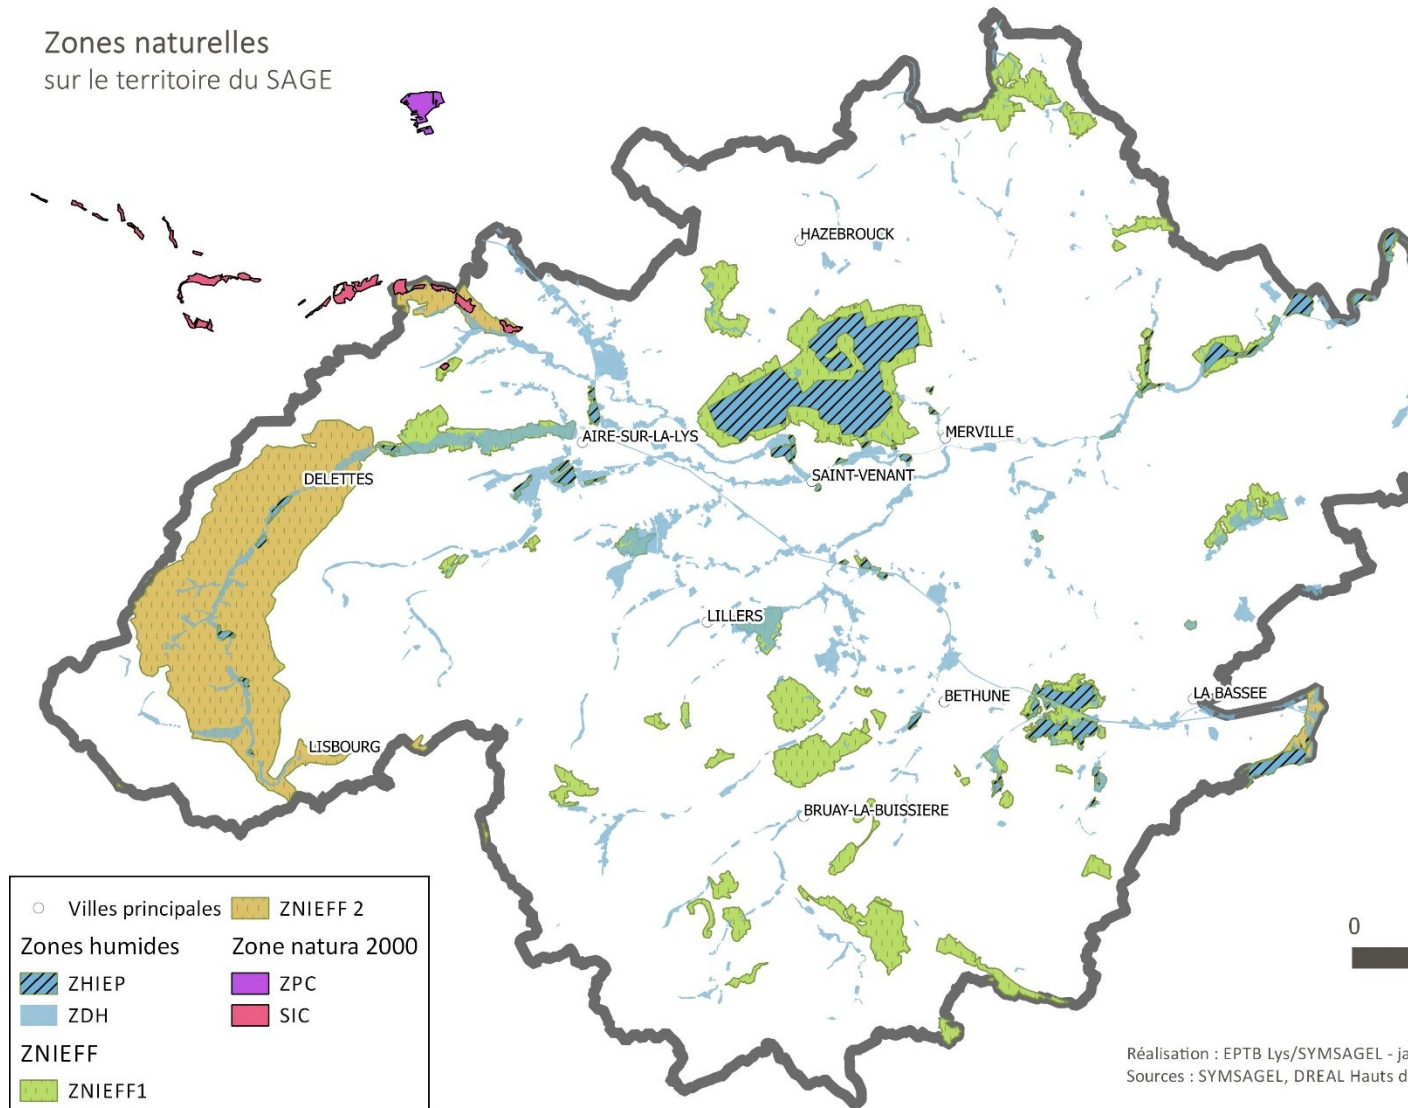 Zones naturelles
sur le territoire du SAGE
HAZEBROUCK
AIRE-SUR-LA-LYS
MERVILLE
DELETTES
SAINT-VENANT
LILLERS
BETHUNE
LA BASSEE
LISBOURG
BRUAY-LA-BUISSIERE
Villes principales
Zones humides
ZHIEP
ZDH
ZNIEFF
ZNIEFF1
ZNIEFF 2
Zone natura 2000
ZPC
SIC
0
Réalisation : EPTB Lys/SYMSAGEL - ja
Sources : SYMSAGEL, DREAL Hauts d